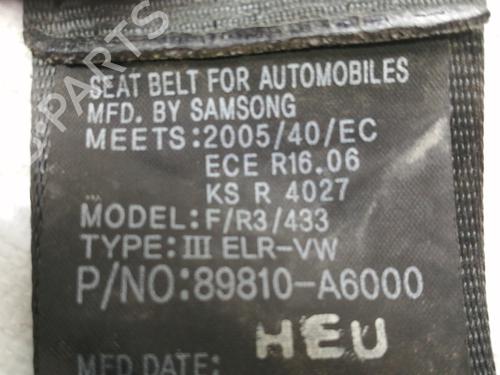 PARTS
SEAT BELT FOR AUTOMOBILES
MFD. BY SAMSONG
MEETS:2005/40/EC
ECE R16.06
KS R 4027
MODEL:F/R3/433
TYPE:III ELR-VW
P/NO:89810-A6000
HEU
MFD DATE: